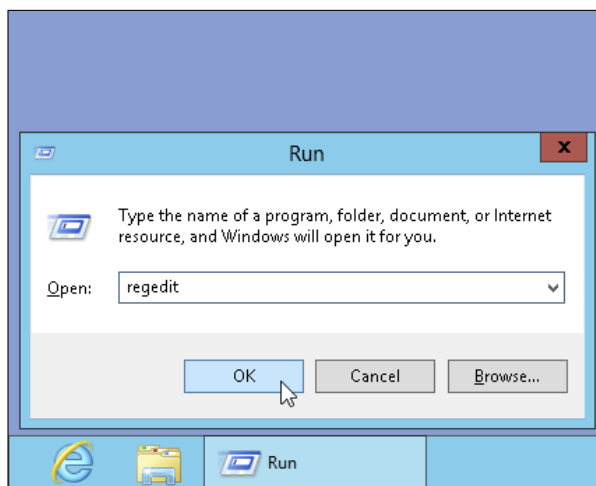 Run
x
Type the name of a program, folder, document, or Internet
resource, and Windows will open it for you.
Open:
regedit
OK
Cancel
Browse...
Run